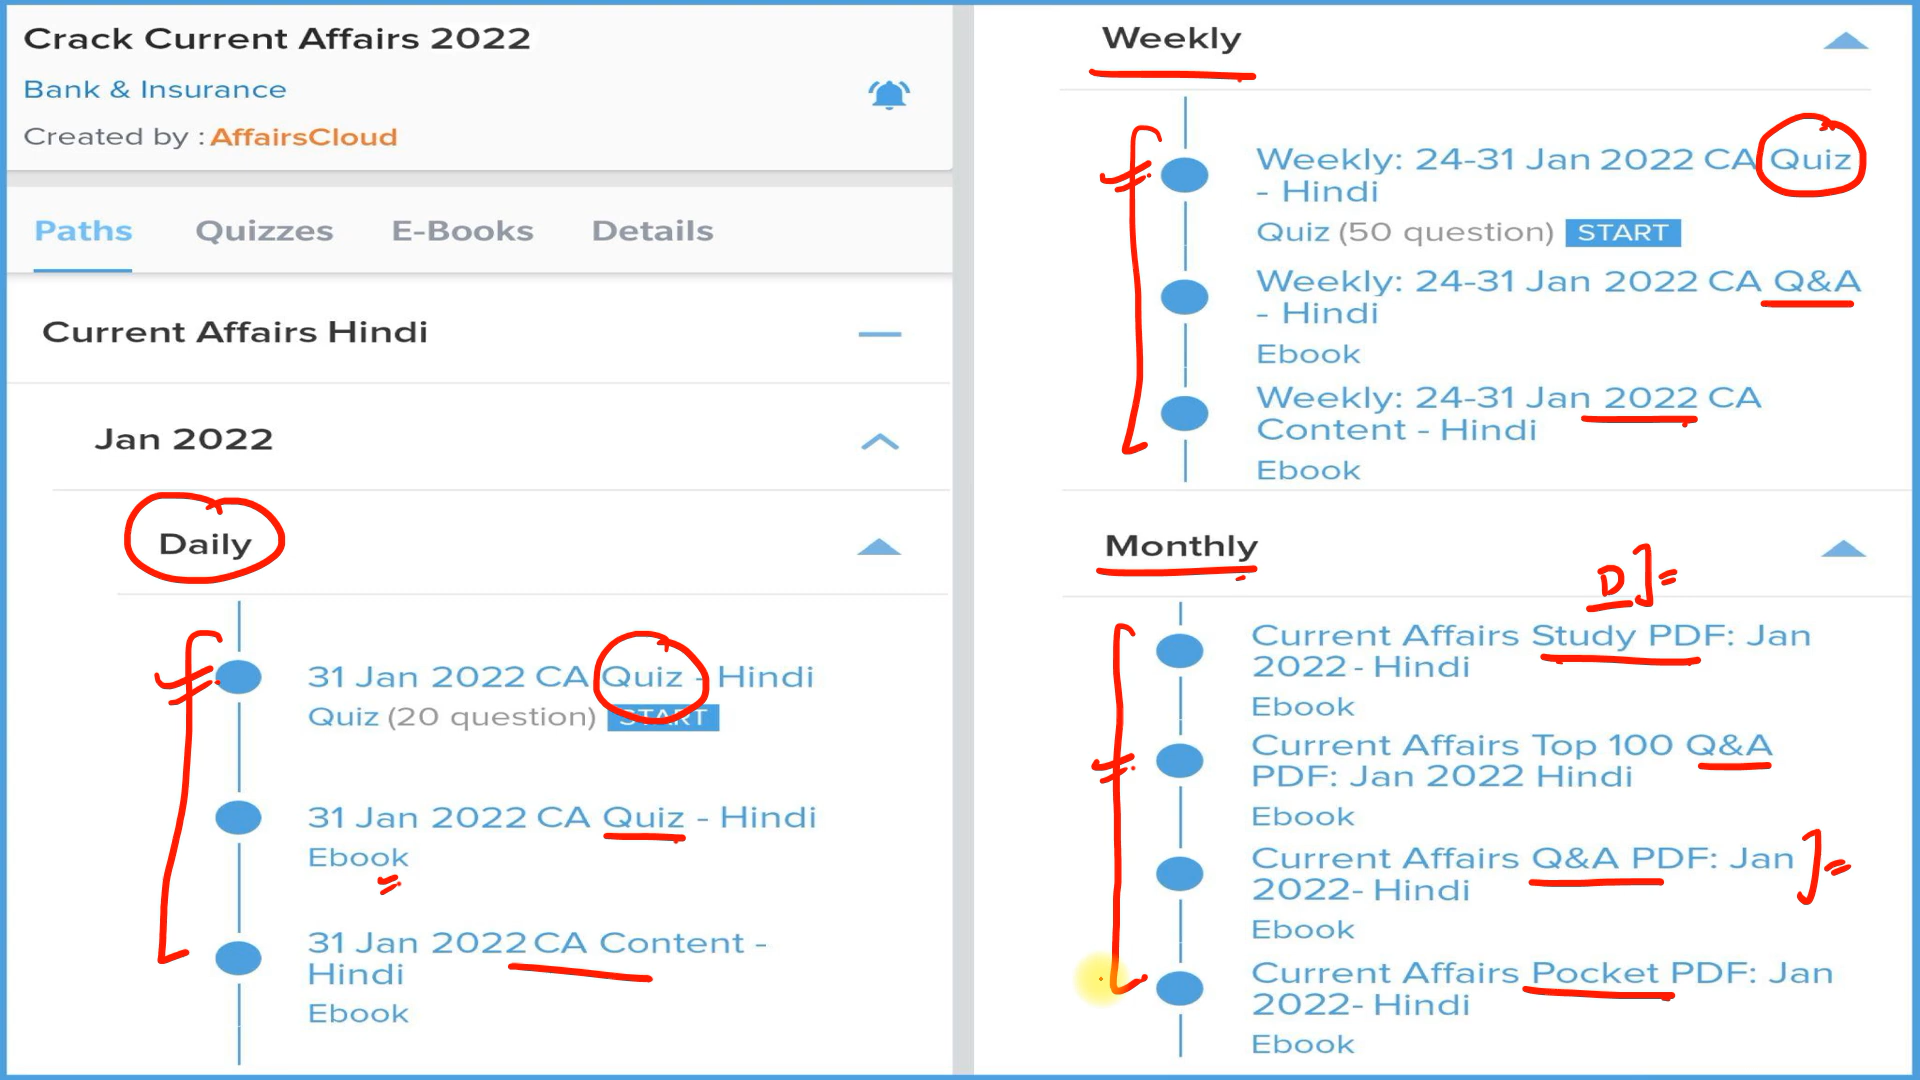 Crack Current Affairs 2022
Bank & Insurance
Created by : AffairsCloud
Paths Quizzes E-Books Details
Current Affairs Hindi
Jan 2022
Daily
31 Jan 2022 CA Quiz - Hindi
Quiz (20 question) START
31 Jan 2022 CA Quiz - Hindi
Ebook
31 Jan 2022 CA Content -
Hindi
Ebook
Weekly
Weekly: 24-31 Jan 2022 CA Quiz
- Hindi
Quiz (50 question) START
Weekly: 24-31 Jan 2022 CA Q&A
- Hindi
Ebook
Weekly: 24-31 Jan 2022 CA
Content - Hindi
Ebook
Monthly
D ] =
Current Affairs Study PDF: Jan
2022- Hindi
Ebook
Current Affairs Top 100 Q&A
PDF: Jan 2022 Hindi
Ebook
Current Affairs Q&A PDF: Jan
2022- Hindi
Ebook
Current Affairs Pocket PDF: Jan
2022- Hindi
Ebook